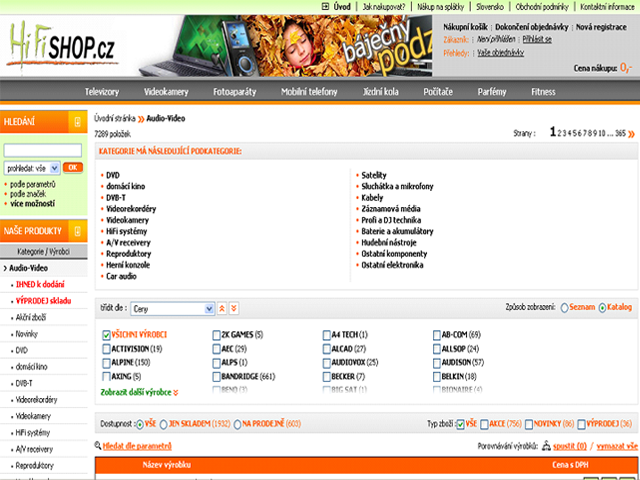 Úvod | Jak nakupovat? | Nákup na splátky | Slovensko | Obchodní podmínky | Kontaktní informace
HiFi SHOP.cz
báječný podz
Nákupní košík | Dokončení objednávky | Nová registrace
Zákazník: | Není přihlášen | Přihlásit se
Přehledy: | Vaše objednávky
Cena nákupu: 0,-
Televizory Videokamery Fotoaparáty Mobilní telefony Jízdní kola Počítače Parfémy Fitness
HLEDÁNÍ
prohledat: vše OK
podle parametrů
podle značek
více možností
NAŠE PRODUKTY
Kategorie / Výrobci
Audio-Video
IHNED k dodání
VÝPRODEJ skladu
Akční zboží
Novinky
DVD
domácí kino
DVB-T
Videorekordéry
Videokamery
HiFi systémy
A/V receivery
Reproduktory
Úvodní stránka Audio-Video
7289 položek
Strany : 1 2 3 4 5 6 7 8 9 10 ... 365
KATEGORIE MÁ NÁSLEDUJÍCÍ PODKATEGORIE:
DVD
domácí kino
DVB-T
Videorekordéry
Videokamery
HiFi systémy
A/V receivery
Reproduktory
Herní konzole
Car audio
Satelity
Sluchátka a mikrofony
Kabely
Záznamová média
Profi a DJ technika
Baterie a akumulátory
Hudební nástroje
Ostatní komponenty
Ostatní elektronika
třídit dle : Ceny
Způsob zobrazení: Seznam Katalog
VŠICHNI VÝROBCI 2K GAMES (5) A4 TECH (1) AB-COM (69)
ACTIVISION (19) AEC (29) ALCAD (27) ALLSOP (24)
ALPINE (150) ALPS (1) AUDIOVOX (25) AUDISON (57)
AXING (5) BANDRIDGE (661) BECKER (7) BELKIN (18)
BENQ (3) BIG SAT (1) BIONAIRE (4)
Zobrazit další výrobce
Dostupnost : VŠE JEN SKLADEM (1932) NA PRODEJNĚ (603)
Typ zboží : VŠE AKCE (756) NOVINKY (86) VÝPRODEJ (36)
Hledat dle parametrů
Porovnávání výrobků: spustit (0) / vymazat vše
Název výrobku Cena s DPH